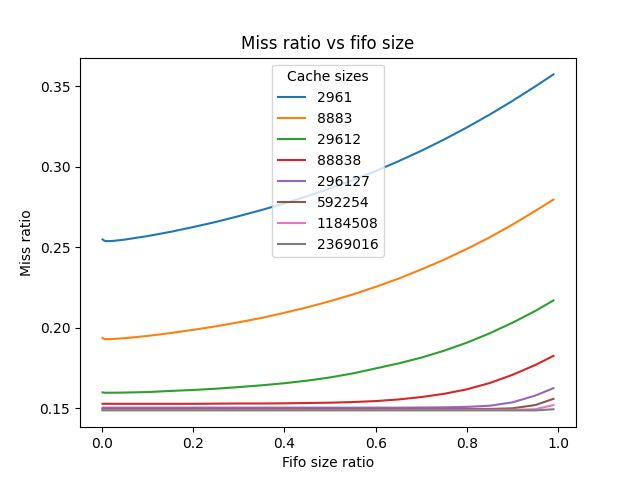 Miss ratio vs fifo size
Cache sizes
2961
8883
29612
88838
296127
592254
1184508
2369016
Miss ratio
0.35
0.30
0.25
0.20
0.15
0.0 0.2 0.4 0.6 0.8 1.0
Fifo size ratio